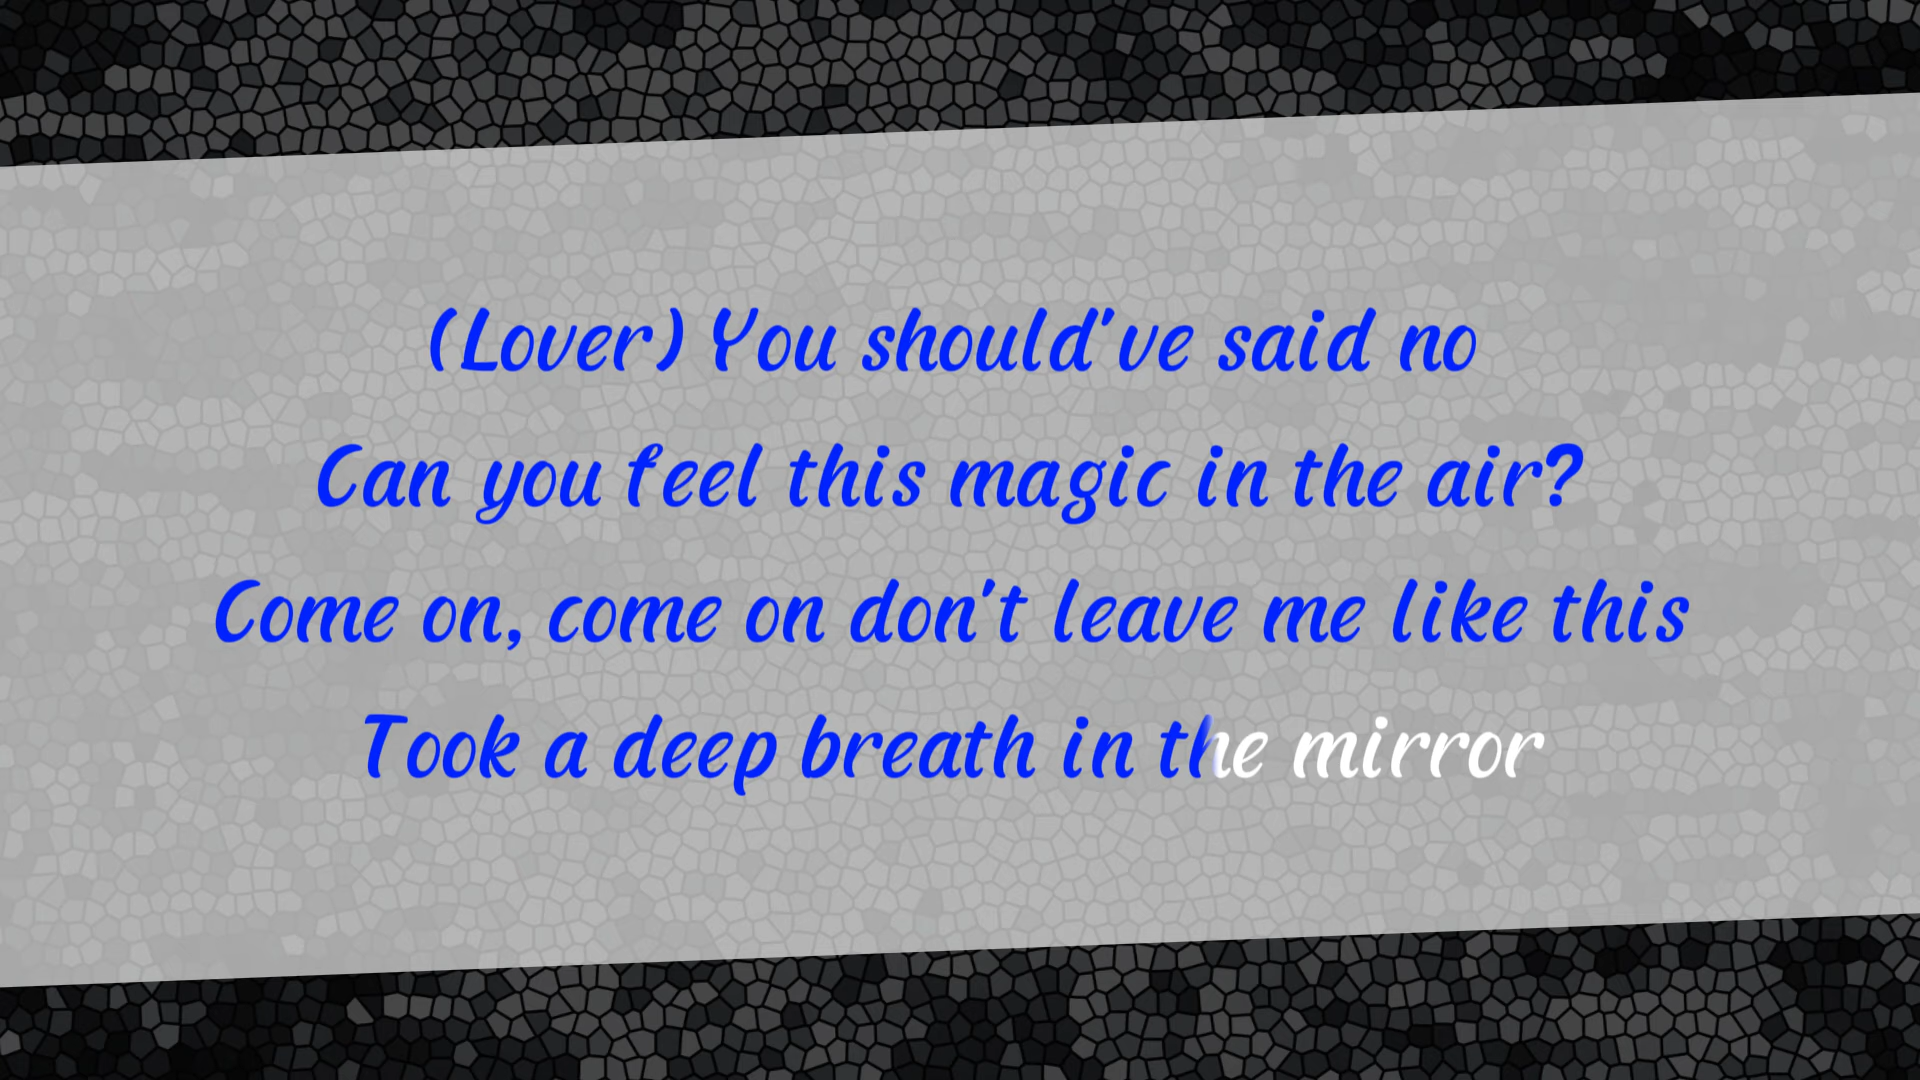 (Lover) You should've said no
Can you feel this magic in the air?
Come on, come on don't leave me like this
Took a deep breath in the mirror